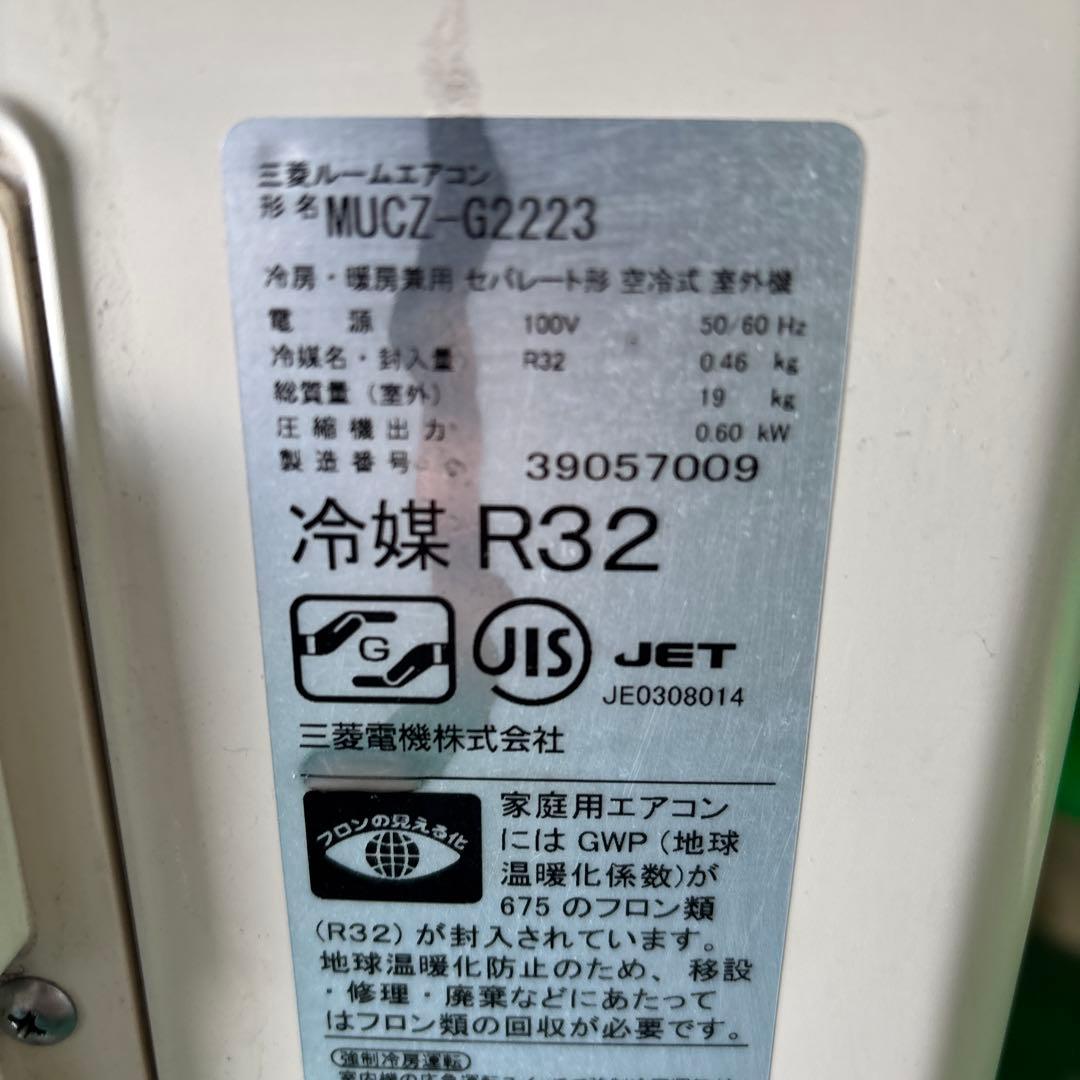 三菱ルームエアコン
形名 MUCZ-G2223
冷房・暖房兼用 セパレート形 空冷式 室外機
電源 100V 50/60 Hz
冷媒名・封入量 R32 0.46 kg
総質量（室外） 19 kg
圧縮機出力 0.60 kW
製造番号 39057009
冷媒 R32
G
JIS JET
JE0308014
三菱電機株式会社
フロンの見える化
家庭用エアコン
には GWP（地球
温暖化係数)が
675 のフロン類
(R32) が封入されています。
地球温暖化防止のため、移設
・修理・廃棄などにあたって
はフロン類の回収が必要です。
強制冷房運転